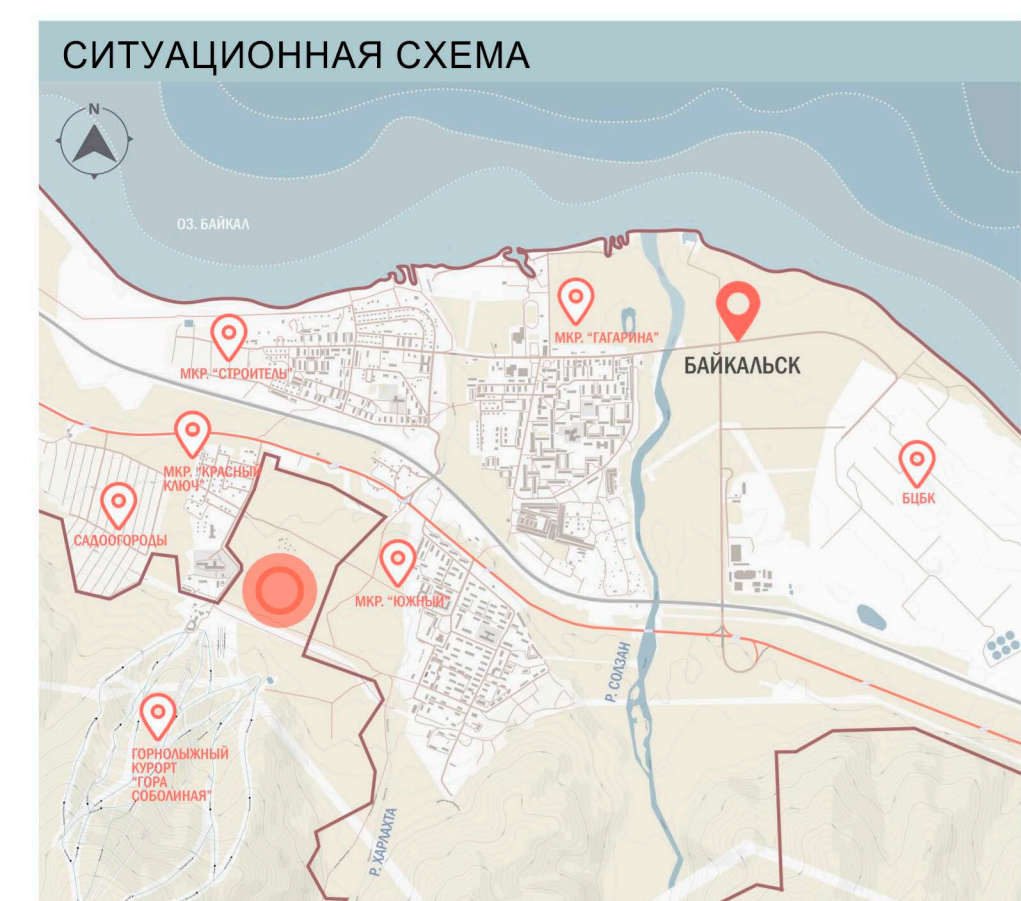 СИТУАЦИОННАЯ СХЕМА
N
ОЗ. БАЙКАЛ
МКР. "ГАГАРИНА"
МКР. "СТРОИТЕЛЬ"
БАЙКАЛЬСК
МКР. "КРАСНЫЙ
КЛЮЧ"
БЦБК
САДООГОРОДЫ
МКР. "ЮЖНЫЙ"
Р. СОЛЗАН
ГОРНОЛЫЖНЫЙ
КУРОРТ
"ГОРА
СОБОЛИНАЯ"
Р. ХАРЛАХТА